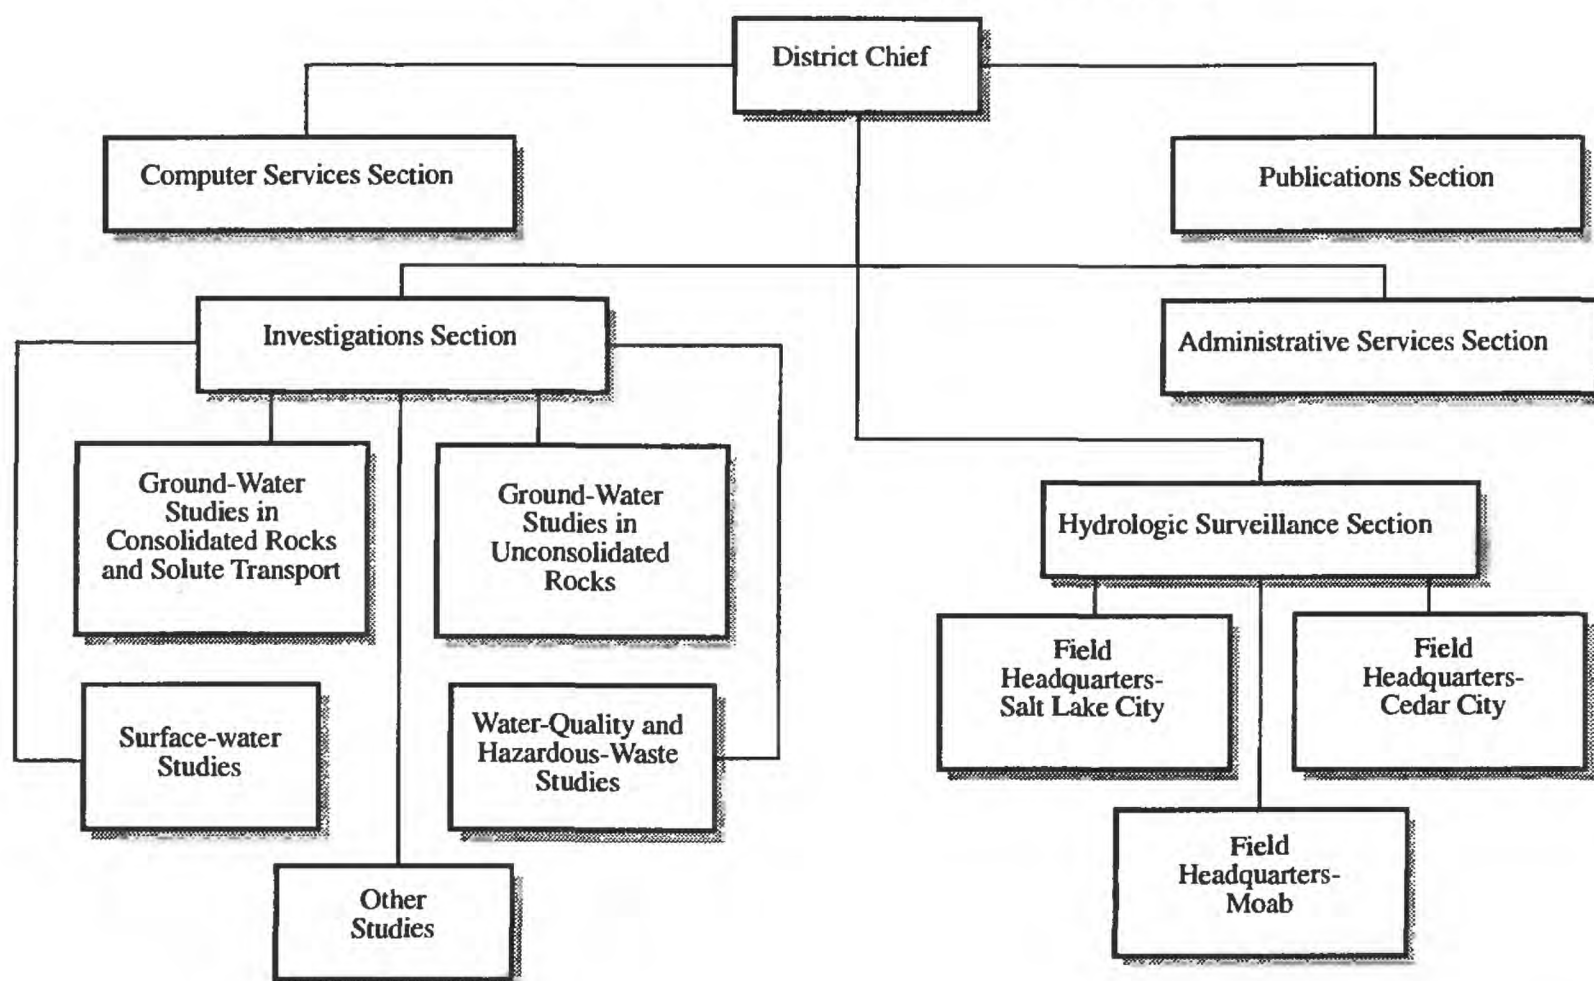 District Chief
Computer Services Section
Publications Section
Investigations Section
Administrative Services Section
Ground-Water
Studies in
Consolidated Rocks
and Solute Transport
Ground-Water
Studies in
Unconsolidated
Rocks
Hydrologic Surveillance Section
Field
Headquarters-
Salt Lake City
Field
Headquarters-
Cedar City
Surface-water
Studies
Water-Quality and
Hazardous-Waste
Studies
Field
Headquarters-
Moab
Other
Studies